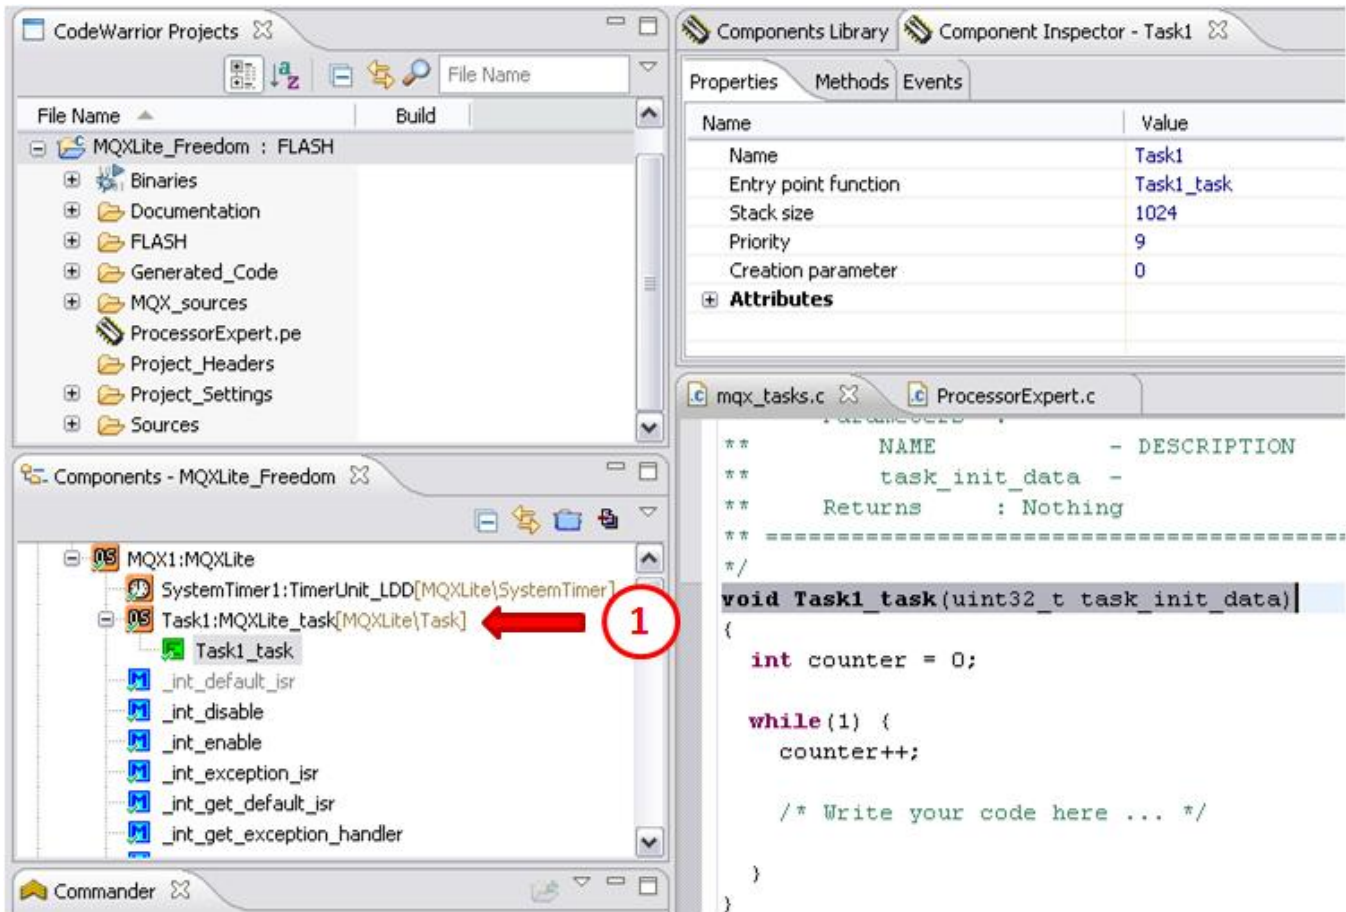 CodeWarrior Projects
File Name
File Name Build
MQXLite_Freedom : FLASH
Binaries
Documentation
FLASH
Generated_Code
MQX_sources
ProcessorExpert.pe
Project_Headers
Project_Settings
Sources
Components - MQXLite_Freedom
MQX1:MQXLite
SystemTimer1:TimerUnit_LDD[MQXLite\SystemTimer]
Task1:MQXLite_task[MQXLite\Task]
1
Task1_task
_int_default_isr
_int_disable
_int_enable
_int_exception_isr
_int_get_default_isr
_int_get_exception_handler
Commander
Components Library Component Inspector - Task1
Properties Methods Events
Name Value
Name Task1
Entry point function Task1_task
Stack size 1024
Priority 9
Creation parameter 0
Attributes
mqx_tasks.c ProcessorExpert.c
Parameters :
** NAME - DESCRIPTION
** task_init_data -
** Returns : Nothing
** ========================================
*/
void Task1_task(uint32_t task_init_data)
{
int counter = 0;
while(1) {
counter++;
/* Write your code here ... */
}
}